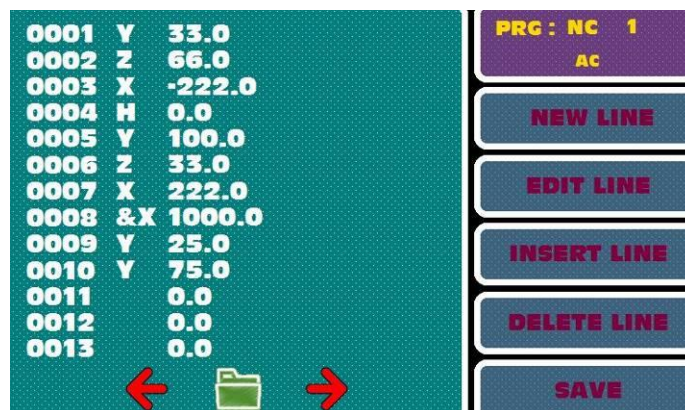 0001 Y 33.0
0002 Z 66.0
0003 X -222.0
0004 H 0.0
0005 Y 100.0
0006 Z 33.0
0007 X 222.0
0008 &X 1000.0
0009 Y 25.0
0010 Y 75.0
0011 0.0
0012 0.0
0013 0.0
PRG : NC 1
AC
NEW LINE
EDIT LINE
INSERT LINE
DELETE LINE
SAVE